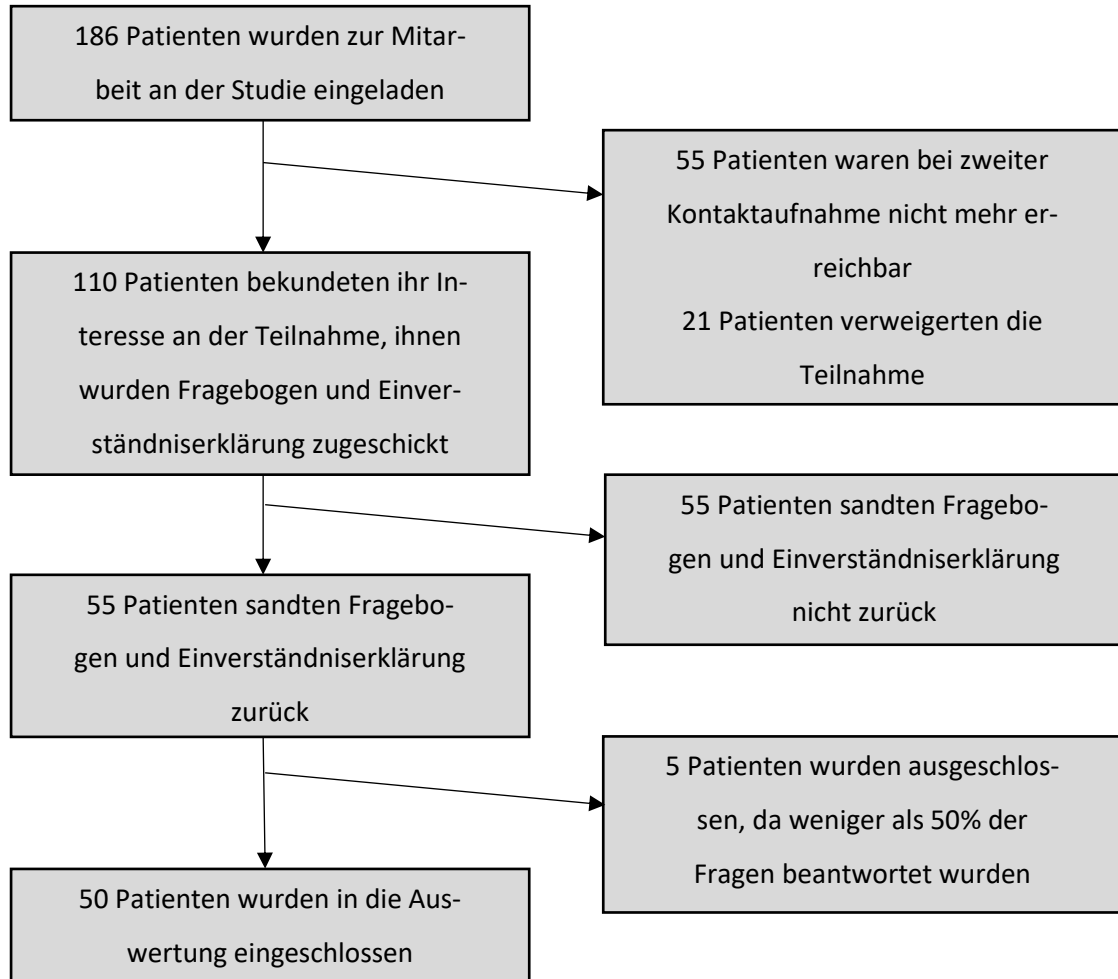 186 Patienten wurden zur Mitar-
beit an der Studie eingeladen
55 Patienten waren bei zweiter
Kontaktaufnahme nicht mehr er-
reichbar
21 Patienten verweigerten die
Teilnahme
110 Patienten bekundeten ihr In-
teresse an der Teilnahme, ihnen
wurden Fragebogen und Einver-
ständniserklärung zugeschickt
55 Patienten sandten Fragebo-
gen und Einverständniserklärung
nicht zurück
55 Patienten sandten Fragebo-
gen und Einverständniserklärung
zurück
5 Patienten wurden ausgeschlos-
sen, da weniger als 50% der
Fragen beantwortet wurden
50 Patienten wurden in die Aus-
wertung eingeschlossen